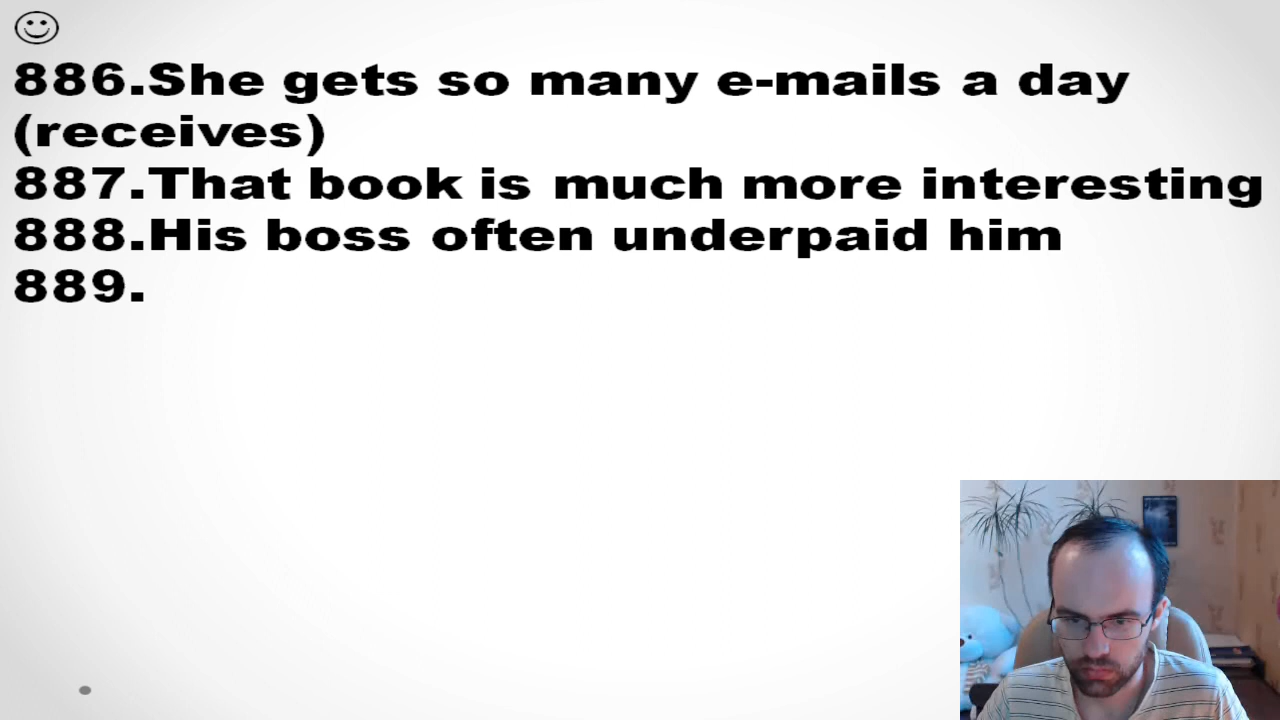 886.She gets so many e-mails a day
(receives)
887.That book is much more interesting
888.His boss often underpaid him
889.